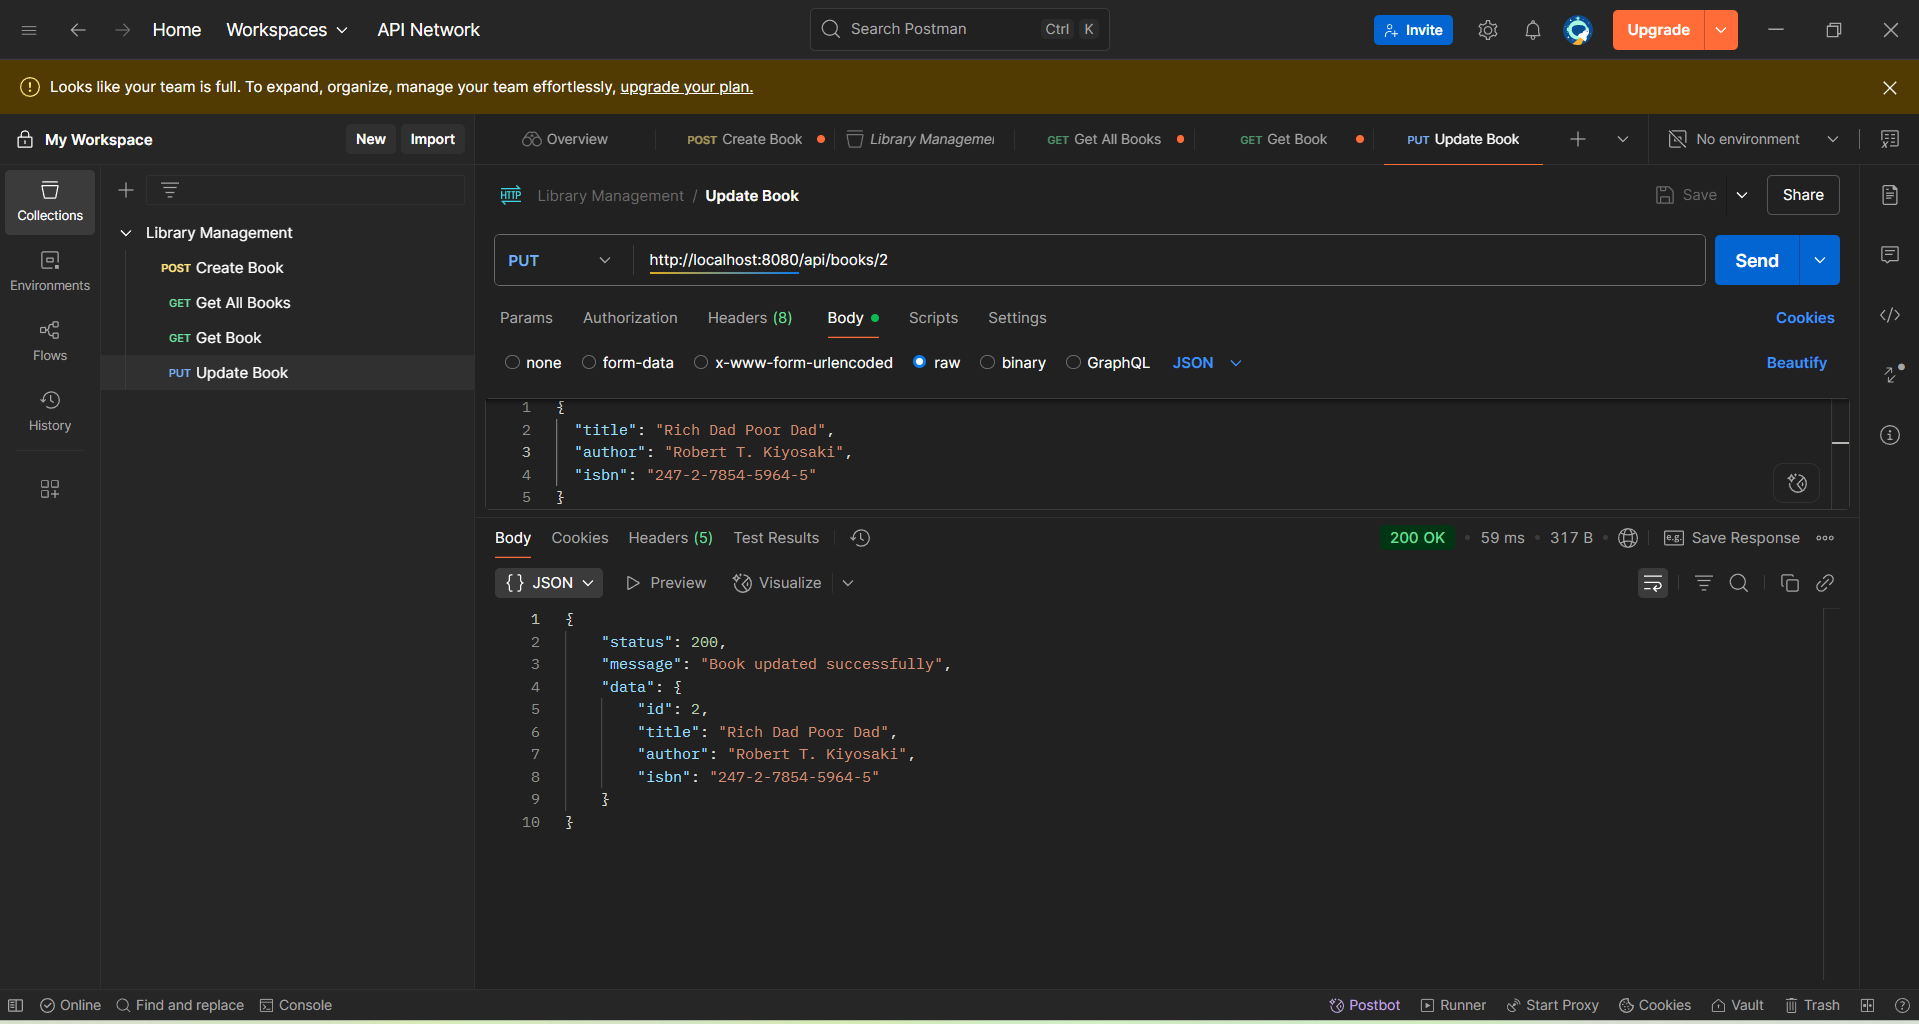 Home Workspaces API Network Search Postman Ctrl K Invite Upgrade
Looks like your team is full. To expand, organize, manage your team effortlessly, upgrade your plan.
My Workspace New Import Overview POST Create Book Library Managemen GET Get All Books GET Get Book PUT Update Book No environment
Collections
Environments
Flows
History
Library Management
POST Create Book
GET Get All Books
GET Get Book
PUT Update Book
HTTP Library Management / Update Book Save Share
PUT http://localhost:8080/api/books/2 Send
Params Authorization Headers (8) Body Scripts Settings Cookies
none form-data x-www-form-urlencoded raw binary GraphQL JSON Beautify
1 {
2 "title": "Rich Dad Poor Dad",
3 "author": "Robert T. Kiyosaki",
4 "isbn": "247-2-7854-5964-5"
5 }
Body Cookies Headers (5) Test Results 200 OK 59 ms 317 B e.g. Save Response
{} JSON Preview Visualize
1 {
2 "status": 200,
3 "message": "Book updated successfully",
4 "data": {
5 "id": 2,
6 "title": "Rich Dad Poor Dad",
7 "author": "Robert T. Kiyosaki",
8 "isbn": "247-2-7854-5964-5"
9 }
10 }
Online Find and replace Console Postbot Runner Start Proxy Cookies Vault Trash